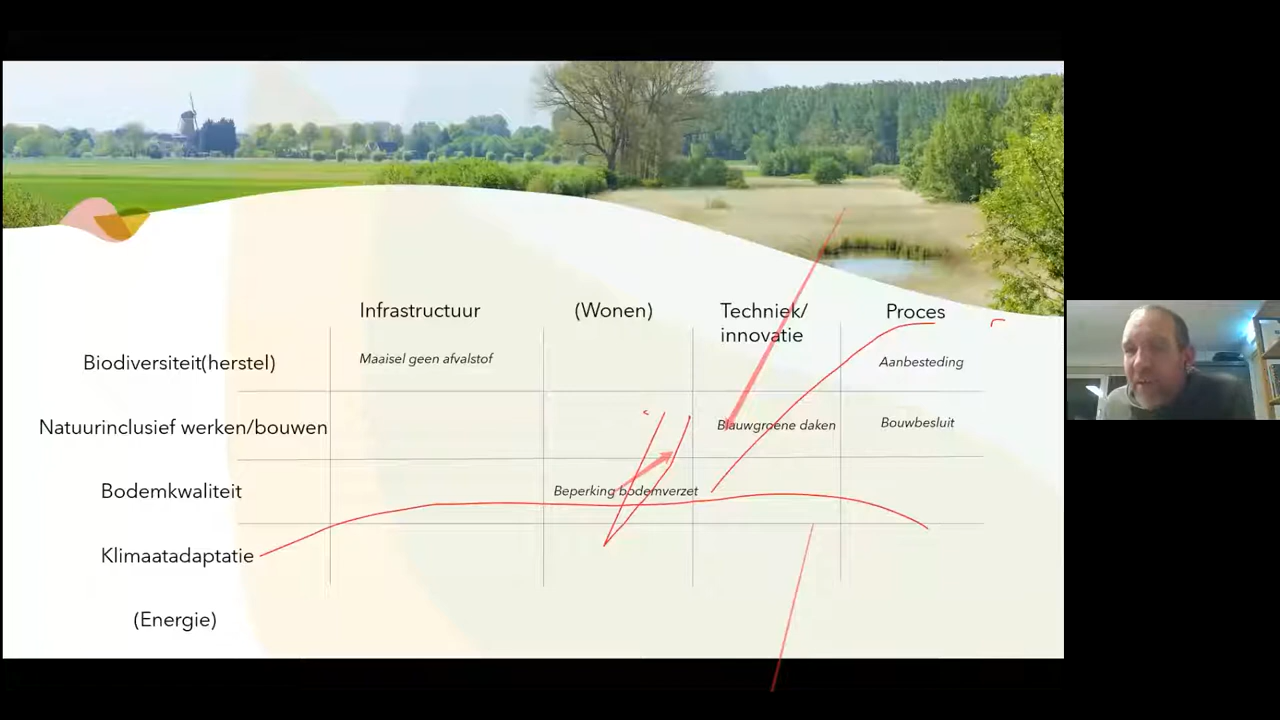 Infrastructuur (Wonen) Techniek/ Proces
innovatie
Biodiversiteit(herstel) Maaisel geen afvalstof Aanbesteding
Natuurinclusief werken/bouwen Blauwgroene daken Bouwbesluit
Bodemkwaliteit Beperking bodemverzet
Klimaatadaptatie
(Energie)